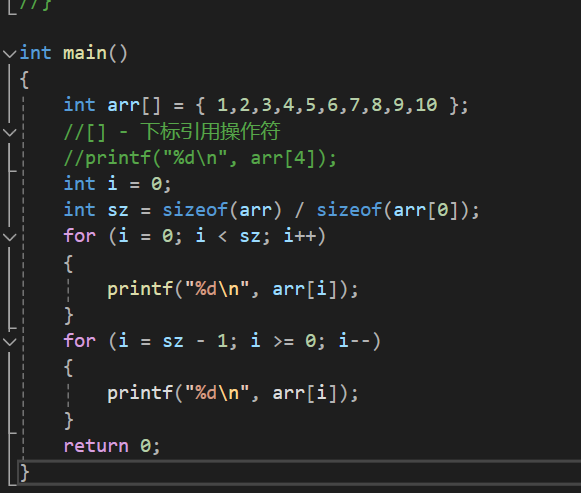 //}
int main()
{
    int arr[] = { 1,2,3,4,5,6,7,8,9,10 };
    //[] - 下标引用操作符
    //printf("%d\n", arr[4]);
    int i = 0;
    int sz = sizeof(arr) / sizeof(arr[0]);
    for (i = 0; i < sz; i++)
    {
        printf("%d\n", arr[i]);
    }
    for (i = sz - 1; i >= 0; i--)
    {
        printf("%d\n", arr[i]);
    }
    return 0;
}